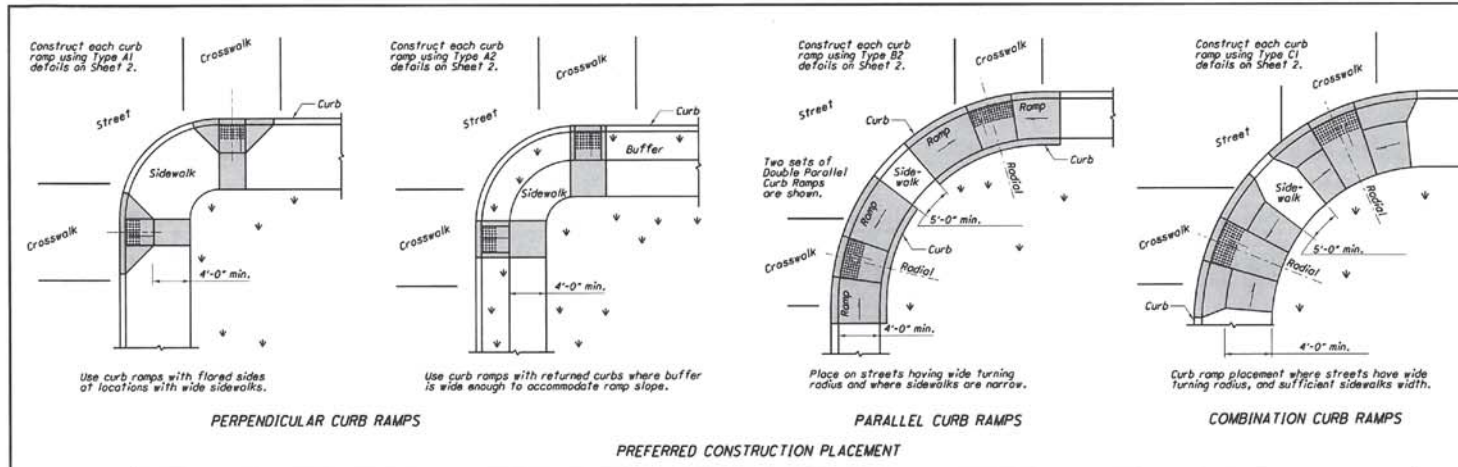 Construct each curb
ramp using Type A1
details on Sheet 2.
Crosswalk
Street
Curb
Sidewalk
Crosswalk
4'-0" min.
Use curb ramps with flared sides
at locations with wide sidewalks.
Construct each curb
ramp using Type A2
details on Sheet 2.
Crosswalk
Street
Curb
Buffer
Sidewalk
Crosswalk
4'-0" min.
Use curb ramps with returned curbs where buffer
is wide enough to accommodate ramp slope.
PERPENDICULAR CURB RAMPS
Construct each curb
ramp using Type B2
details on Sheet 2.
Crosswalk
Street
Curb
Ramp
Ramp
Two sets of
Double Parallel
Curb Ramps
are shown.
Side-
walk
Radial
Curb
Ramp
5'-0"
Curb
Crosswalk
Radial
Ramp
4'-0" min.
Place on streets having wide turning
radius and where sidewalks are narrow.
PARALLEL CURB RAMPS
Construct each curb
ramp using Type C1
details on Sheet 2.
Crosswalk
Street
Side-
walk
Radial
Crosswalk
5'-0"
Radial
Curb
4'-0" min.
Curb ramp placement where streets have wide
turning radius, and sufficient sidewalks width.
COMBINATION CURB RAMPS
PREFERRED CONSTRUCTION PLACEMENT